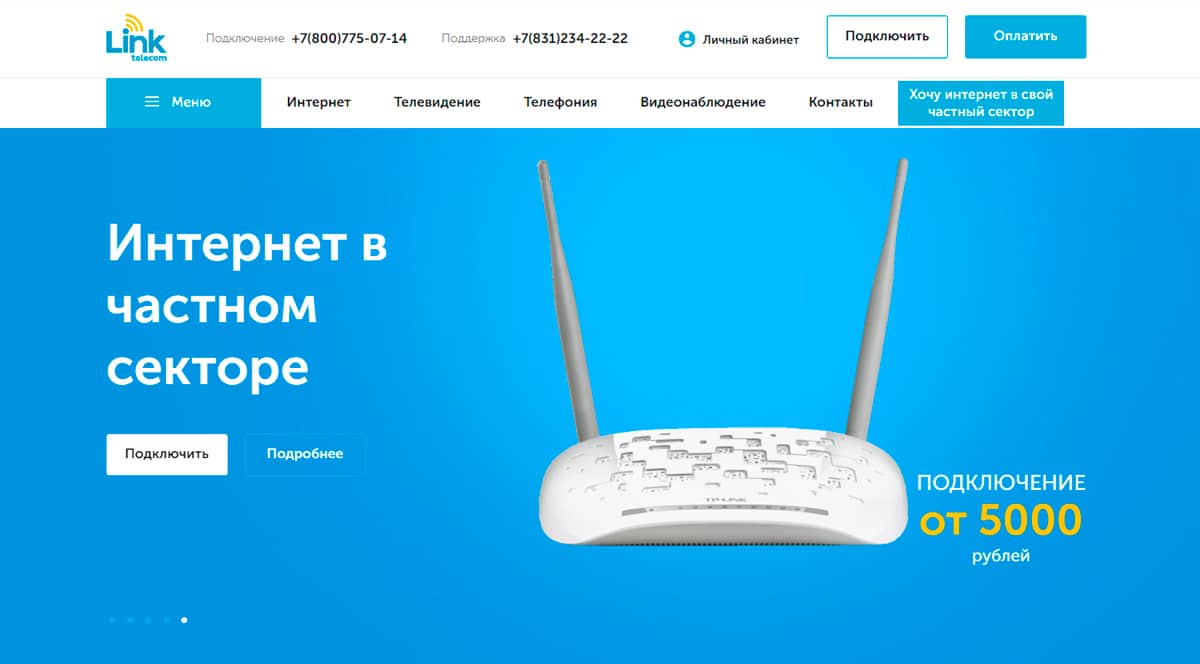 Link
telecom
Подключение +7(800)775-07-14
Поддержка +7(831)234-22-22
Личный кабинет
Подключить
Оплатить
Меню
Интернет
Телевидение
Телефония
Видеонаблюдение
Контакты
Хочу интернет в свой
частный сектор
Интернет в
частном
секторе
Подключить
Подробнее
TP-LINK
ПОДКЛЮЧЕНИЕ
от 5000
рублей